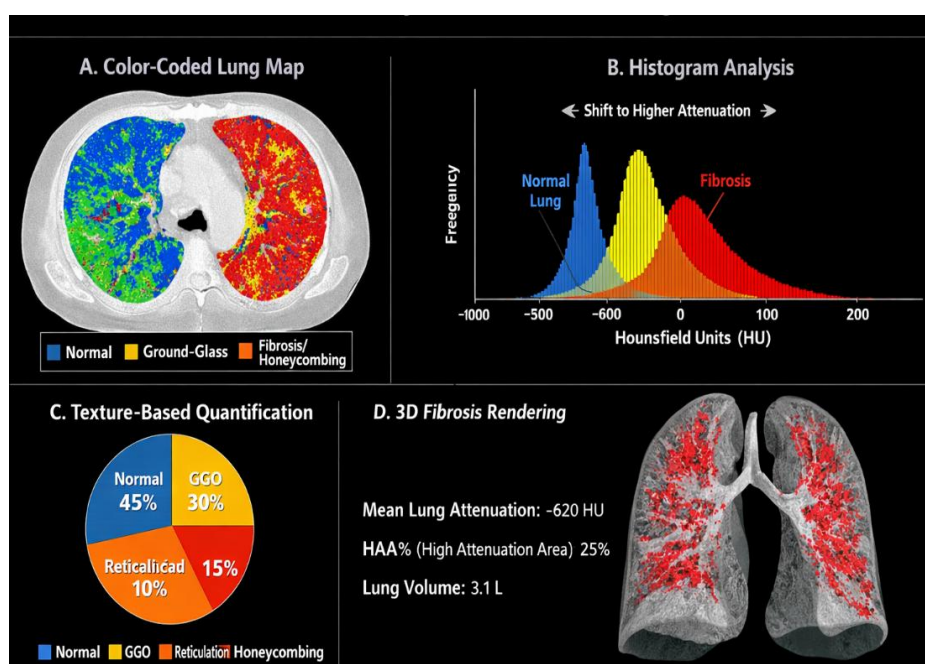 A. Color-Coded Lung Map
Normal
Ground-Glass
Fibrosis/
Honeycombing
B. Histogram Analysis
Shift to Higher Attenuation
Normal
Lung
Fibrosis
-1000
-500
-600
0
100
200
Hounsfield Units (HU)
C. Texture-Based Quantification
Normal
45%
GGO
30%
10%
15%
Normal
GGO
Reticulation
Honeycombing
D. 3D Fibrosis Rendering
Mean Lung Attenuation: -620 HU
HAA% (High Attenuation Area) 25%
Lung Volume: 3.1 L